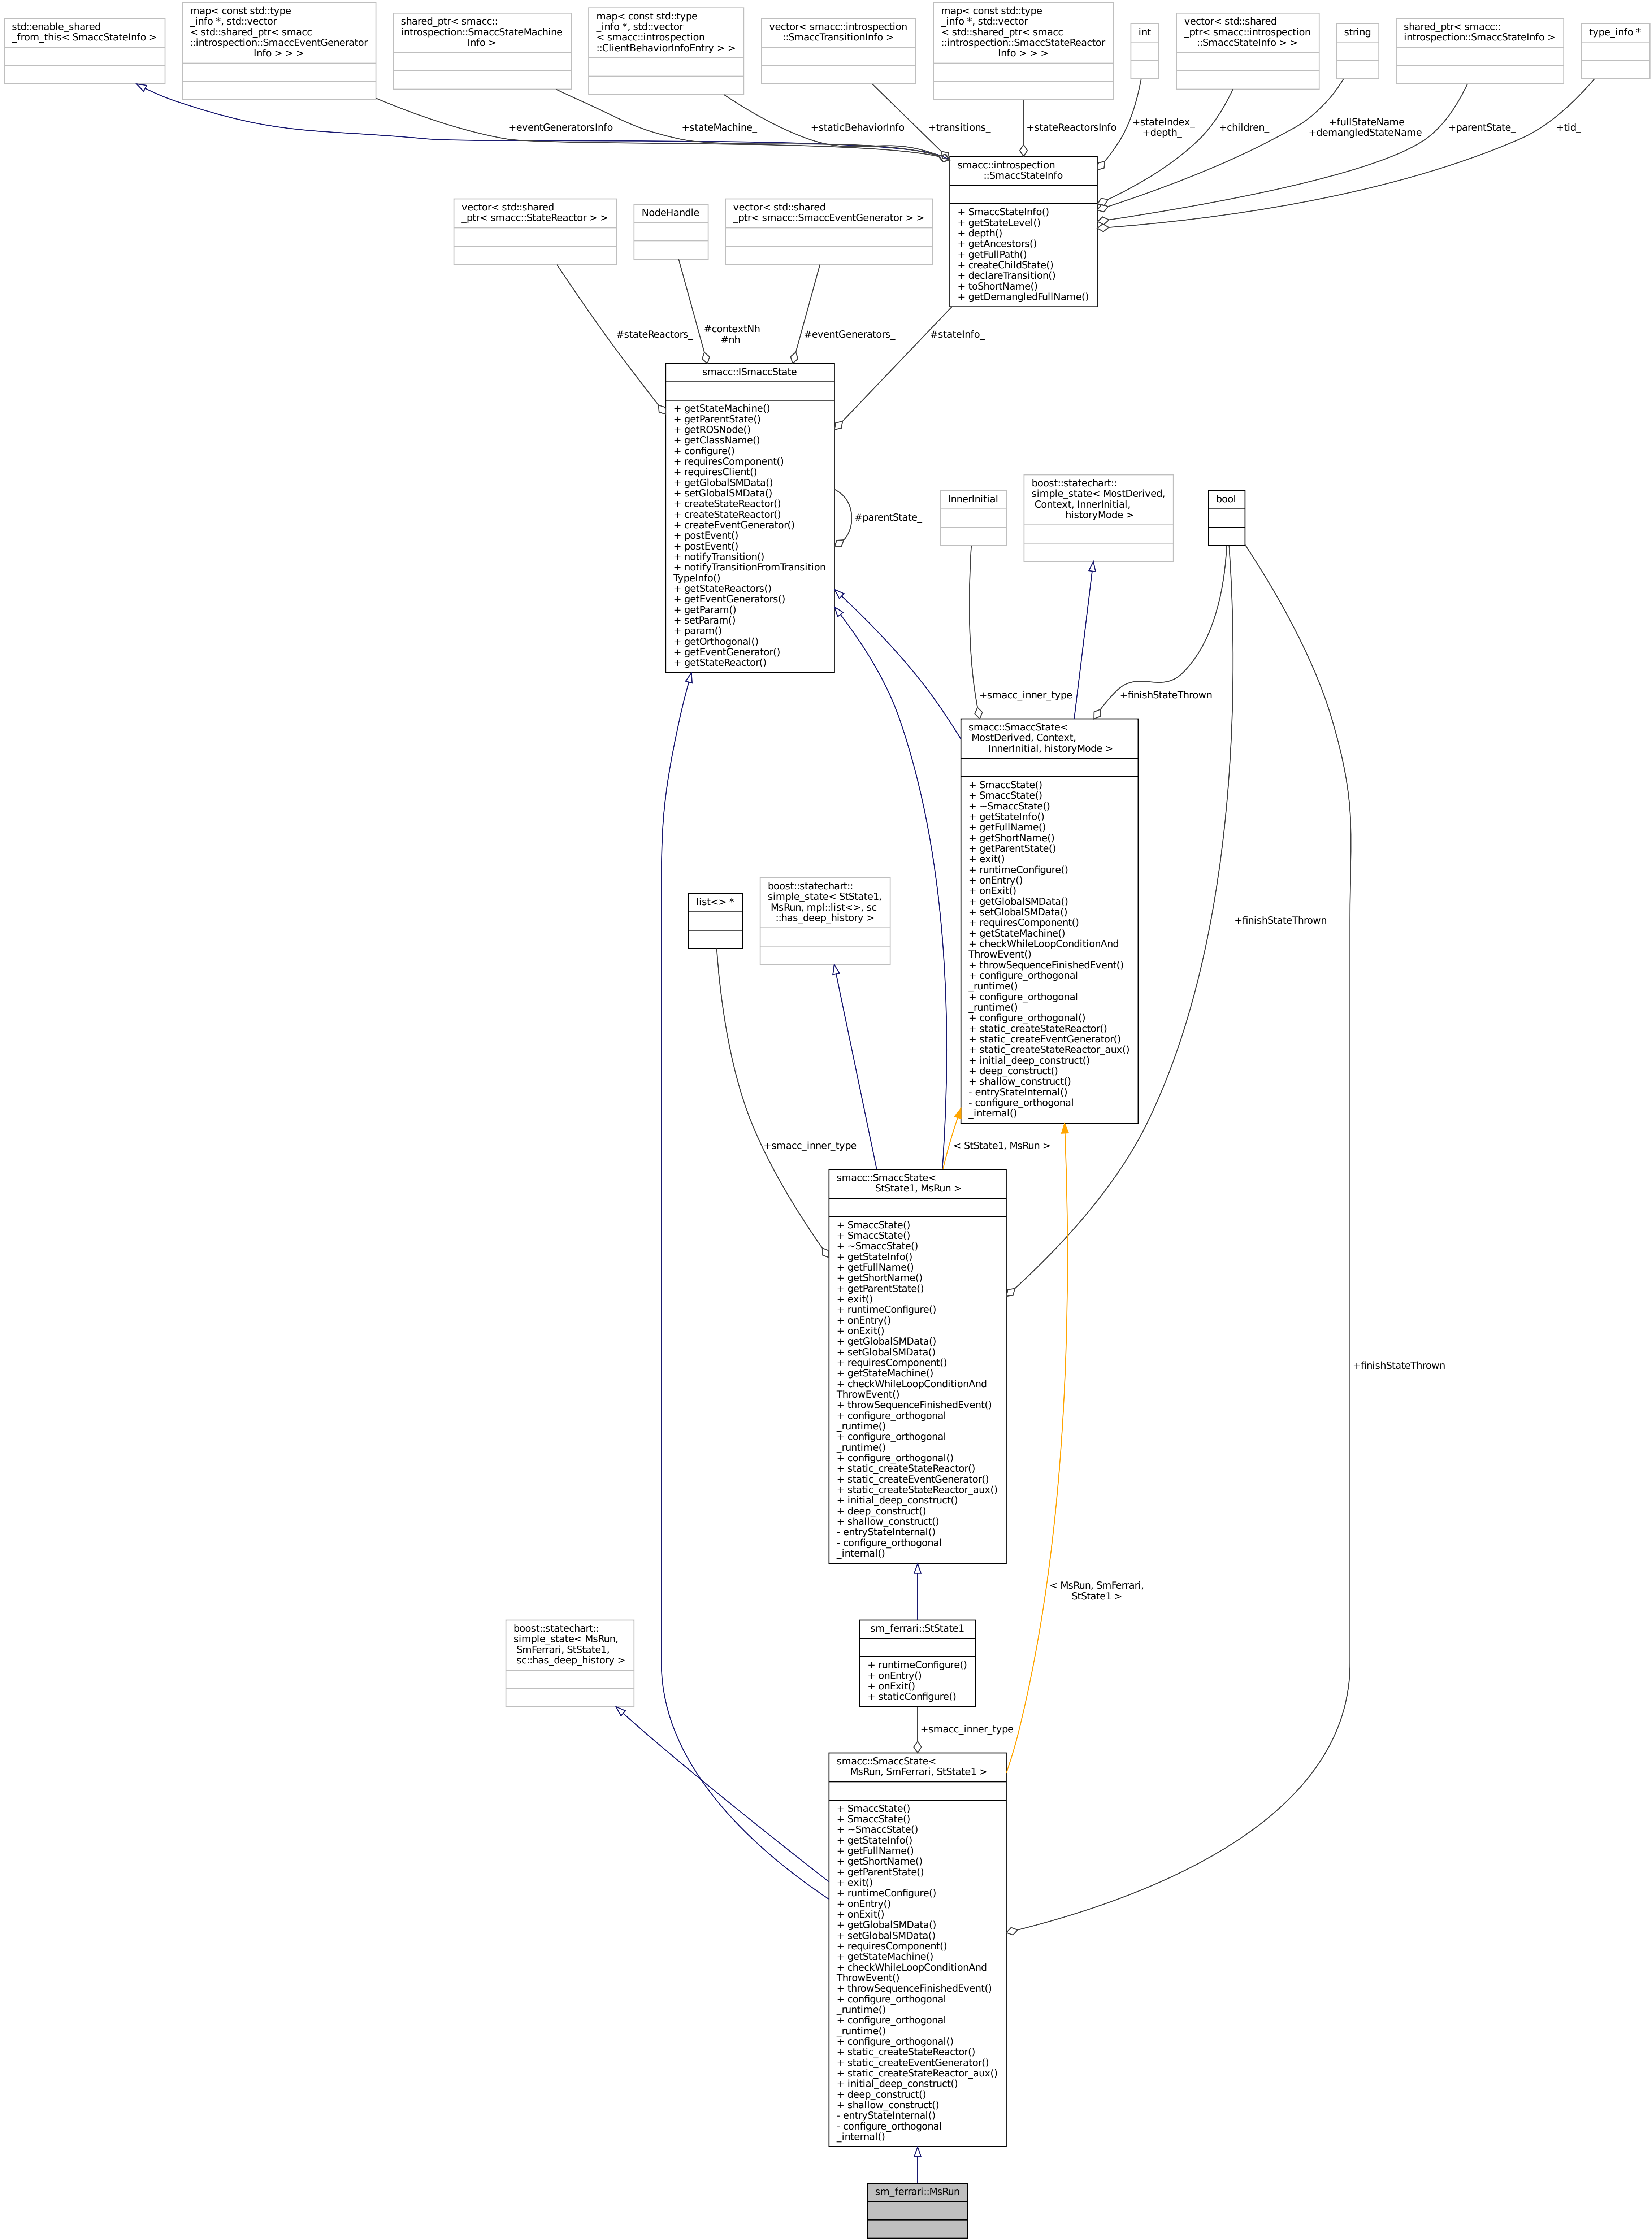 std::enable_shared
_from_this< SmaccStateInfo >
map< const std::type
_info *, std::vector
< std::shared_ptr< smacc
::introspection::SmaccEventGenerator
Info > > >
shared_ptr< smacc::
introspection::SmaccStateMachine
Info >
map< const std::type
_info *, std::vector
< smacc::introspection
::ClientBehaviorInfoEntry > >
vector< smacc::introspection
::SmaccTransitionInfo >
map< const std::type
_info *, std::vector
< std::shared_ptr< smacc
::introspection::SmaccStateReactor
Info > > >
int
vector< std::shared
_ptr< smacc::introspection
::SmaccStateInfo > >
string
shared_ptr< smacc::
introspection::SmaccStateInfo >
type_info *
+eventGeneratorsInfo
+stateMachine_
+staticBehaviorInfo
+transitions_
+stateReactorsInfo
+stateIndex_
+depth_
+children_
+fullStateName
+demangledStateName
+parentState_
+tid_
smacc::introspection
::SmaccStateInfo
+ SmaccStateInfo()
+ getStateLevel()
+ depth()
+ getAncestors()
+ getFullPath()
+ createChildState()
+ declareTransition()
+ toShortName()
+ getDemangledFullName()
vector< std::shared
_ptr< smacc::StateReactor > >
NodeHandle
vector< std::shared
_ptr< smacc::SmaccEventGenerator > >
#stateReactors_
#contextNh
#nh
#eventGenerators_
#stateInfo_
smacc::ISmaccState
+ getStateMachine()
+ getParentState()
+ getROSNode()
+ getClassName()
+ configure()
+ requiresComponent()
+ requiresClient()
+ getGlobalSMData()
+ setGlobalSMData()
+ createStateReactor()
+ createStateReactor()
+ createEventGenerator()
+ postEvent()
+ postEvent()
+ notifyTransition()
+ notifyTransitionFromTransition
TypeInfo()
+ getStateReactors()
+ getEventGenerators()
+ getParam()
+ setParam()
+ param()
+ getOrthogonal()
+ getEventGenerator()
+ getStateReactor()
#parentState_
InnerInitial
boost::statechart::
simple_state< MostDerived,
Context, InnerInitial,
historyMode >
bool
+smacc_inner_type
+finishStateThrown
smacc::SmaccState<
MostDerived, Context,
InnerInitial, historyMode >
+ SmaccState()
+ SmaccState()
+ ~SmaccState()
+ getStateInfo()
+ getFullName()
+ getShortName()
+ getParentState()
+ exit()
+ runtimeConfigure()
+ onEntry()
+ onExit()
+ getGlobalSMData()
+ setGlobalSMData()
+ requiresComponent()
+ getStateMachine()
+ checkWhileLoopConditionAnd
ThrowEvent()
+ throwSequenceFinishedEvent()
+ configure_orthogonal
_runtime()
+ configure_orthogonal
_runtime()
+ configure_orthogonal()
+ static_createStateReactor()
+ static_createEventGenerator()
+ static_createStateReactor_aux()
+ initial_deep_construct()
+ deep_construct()
+ shallow_construct()
- entryStateInternal()
- configure_orthogonal
_internal()
list<> *
boost::statechart::
simple_state< StState1,
MsRun, mpl::list<>, sc
::has_deep_history >
+finishStateThrown
+smacc_inner_type
< StState1, MsRun >
smacc::SmaccState<
StState1, MsRun >
+ SmaccState()
+ SmaccState()
+ ~SmaccState()
+ getStateInfo()
+ getFullName()
+ getShortName()
+ getParentState()
+ exit()
+ runtimeConfigure()
+ onEntry()
+ onExit()
+ getGlobalSMData()
+ setGlobalSMData()
+ requiresComponent()
+ getStateMachine()
+ checkWhileLoopConditionAnd
ThrowEvent()
+ throwSequenceFinishedEvent()
+ configure_orthogonal
_runtime()
+ configure_orthogonal
_runtime()
+ configure_orthogonal()
+ static_createStateReactor()
+ static_createEventGenerator()
+ static_createStateReactor_aux()
+ initial_deep_construct()
+ deep_construct()
+ shallow_construct()
- entryStateInternal()
- configure_orthogonal
_internal()
+finishStateThrown
< MsRun, SmFerrari,
StState1 >
boost::statechart::
simple_state< MsRun,
SmFerrari, StState1,
sc::has_deep_history >
sm_ferrari::StState1
+ runtimeConfigure()
+ onEntry()
+ onExit()
+ staticConfigure()
+smacc_inner_type
smacc::SmaccState<
MsRun, SmFerrari, StState1 >
+ SmaccState()
+ SmaccState()
+ ~SmaccState()
+ getStateInfo()
+ getFullName()
+ getShortName()
+ getParentState()
+ exit()
+ runtimeConfigure()
+ onEntry()
+ onExit()
+ getGlobalSMData()
+ setGlobalSMData()
+ requiresComponent()
+ getStateMachine()
+ checkWhileLoopConditionAnd
ThrowEvent()
+ throwSequenceFinishedEvent()
+ configure_orthogonal
_runtime()
+ configure_orthogonal
_runtime()
+ configure_orthogonal()
+ static_createStateReactor()
+ static_createEventGenerator()
+ static_createStateReactor_aux()
+ initial_deep_construct()
+ deep_construct()
+ shallow_construct()
- entryStateInternal()
- configure_orthogonal
_internal()
sm_ferrari::MsRun